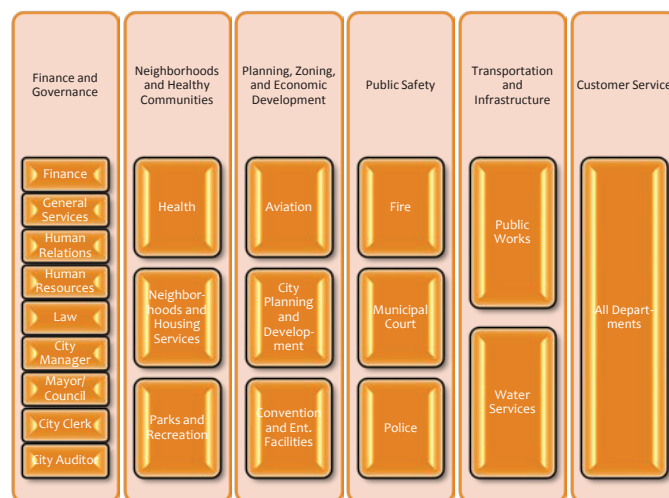 Finance and
Governance
Finance
General
Services
Human
Relations
Human
Resources
Law
City
Manager
Mayor/
Council
City Clerk
City Auditor
Neighborhoods
and Healthy
Communities
Health
Neighbor-
hoods and
Housing
Services
Parks and
Recreation
Planning, Zoning,
and Economic
Development
Aviation
City
Planning
and
Develop-
ment
Convention
and Ent.
Facilities
Public Safety
Fire
Municipal
Court
Police
Transportation
and
Infrastructure
Public
Works
Water
Services
Customer Service
All Depart-
ments